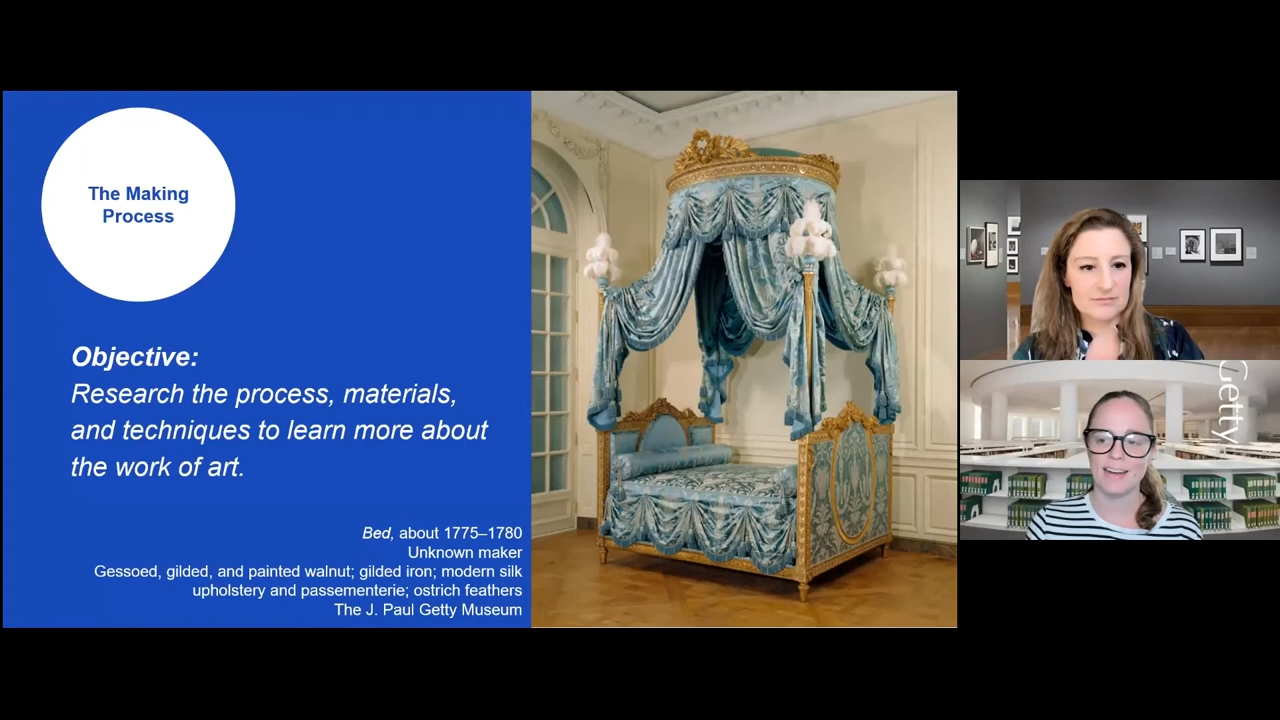 The Making
Process
Objective:
Research the process, materials,
and techniques to learn more about
the work of art.
Bed, about 1775–1780
Unknown maker
Gessoed, gilded, and painted walnut; gilded iron; modern silk
upholstery and passementerie; ostrich feathers
The J. Paul Getty Museum
Getty